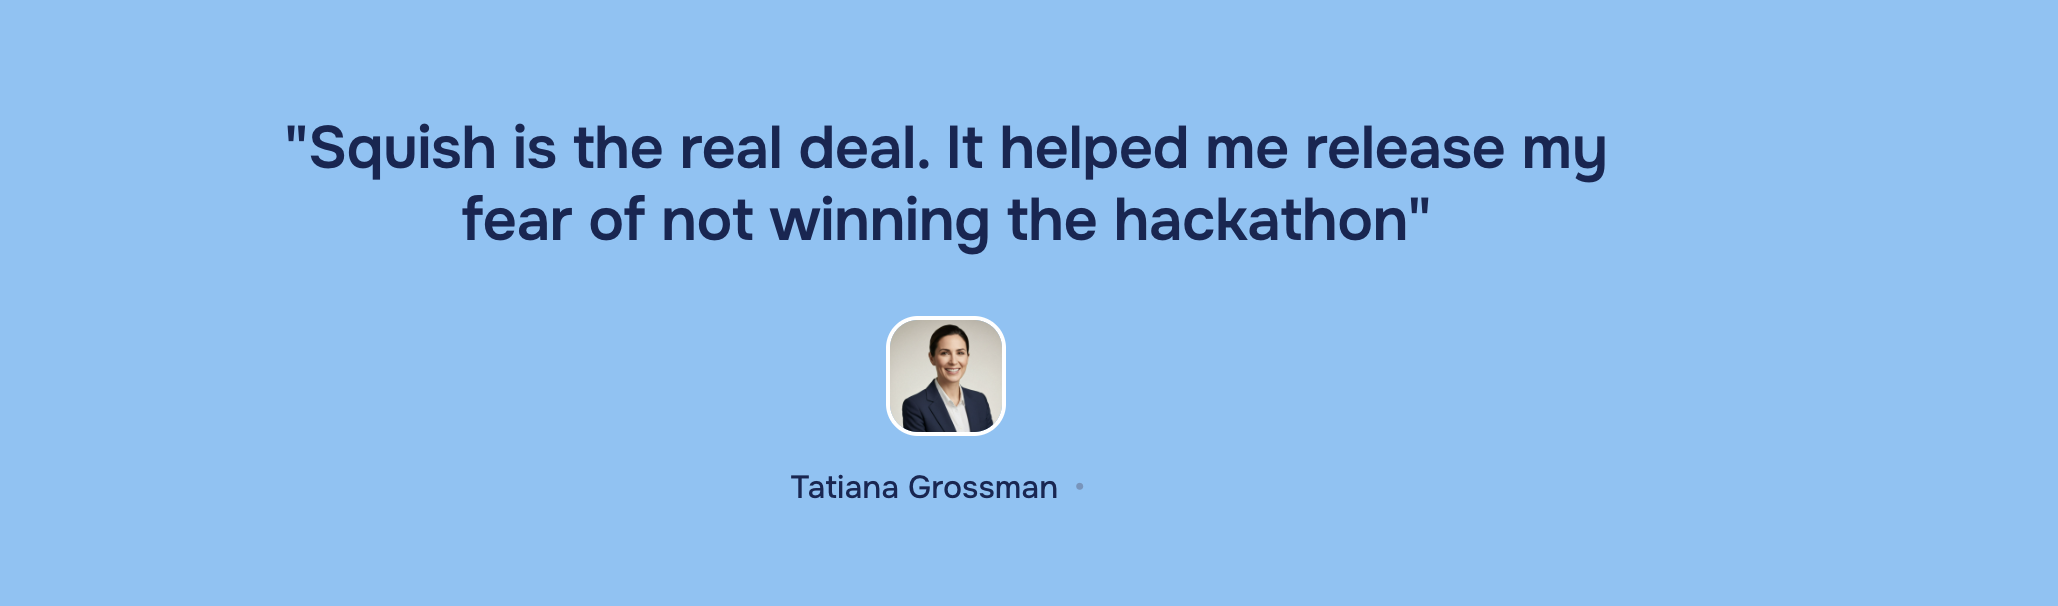 "Squish is the real deal. It helped me release my
fear of not winning the hackathon"
Tatiana Grossman •